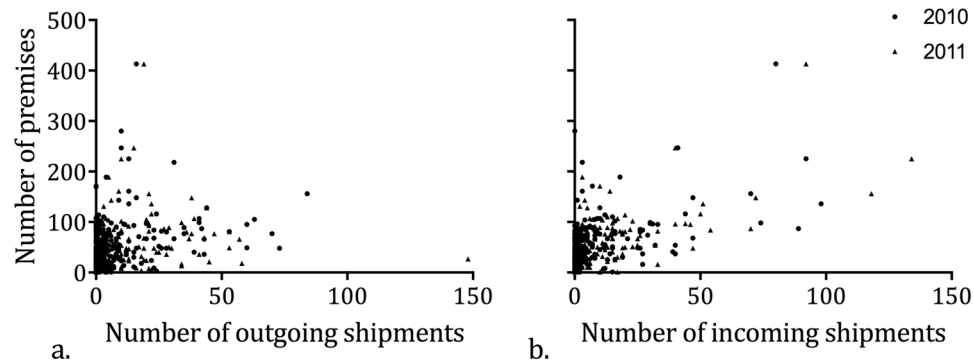 500
400
300
200
100
0
Number of premises
0 50 100 150
Number of outgoing shipments
a.
2010
2011
0 50 100 150
Number of incoming shipments
b.